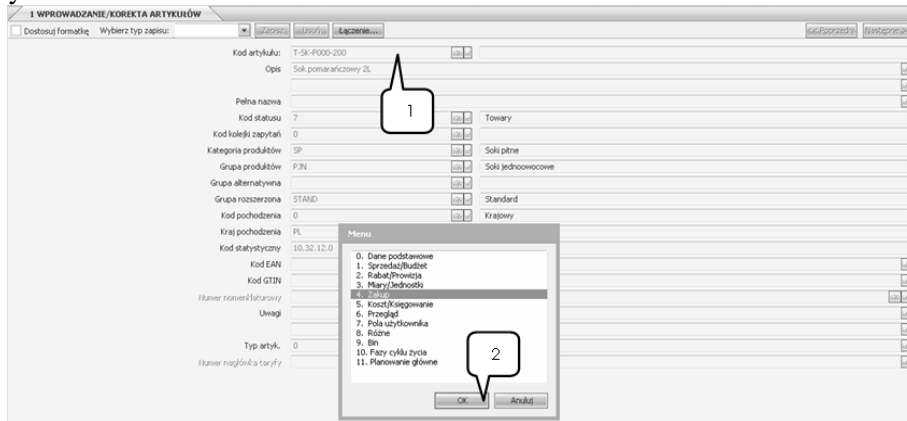 1 WPROWADZANIE/KOREKTA ARTYKUŁÓW
Dostosuj formatkę Wybierz typ zapisu: Zapisz Usuń Łączenie... <<Poprzedni Następne >
Kod artykułu: T-SK-P000-200
Opis Sok pomarańczowy 2L
1
Pełna nazwa
Kod statusu 7 Towary
Kod kolejki zapytań 0
Kategoria produktów SP Soki pitne
Grupa produktów PJN Soki jednoowocowe
Grupa alternatywna
Grupa rozszerzona STAND Standard
Kod pochodzenia 0 Krajowy
Kraj pochodzenia PL
Kod statystyczny 10.32.12.0
Kod EAN
Kod GTIN
Numer nomenklaturowy
Uwagi
Typ artyk. 0
Numer nagłówka taryfy
Menu
0. Dane podstawowe
1. Sprzedaż/Budżet
2. Rabat/Prowizja
3. Miary/Jednostki
4. Zakup
5. Koszt/Księgowanie
6. Przegląd
7. Pola użytkownika
8. Różne
9. Bin
10. Fazy cyklu życia
11. Planowanie główne
2
OK Anuluj